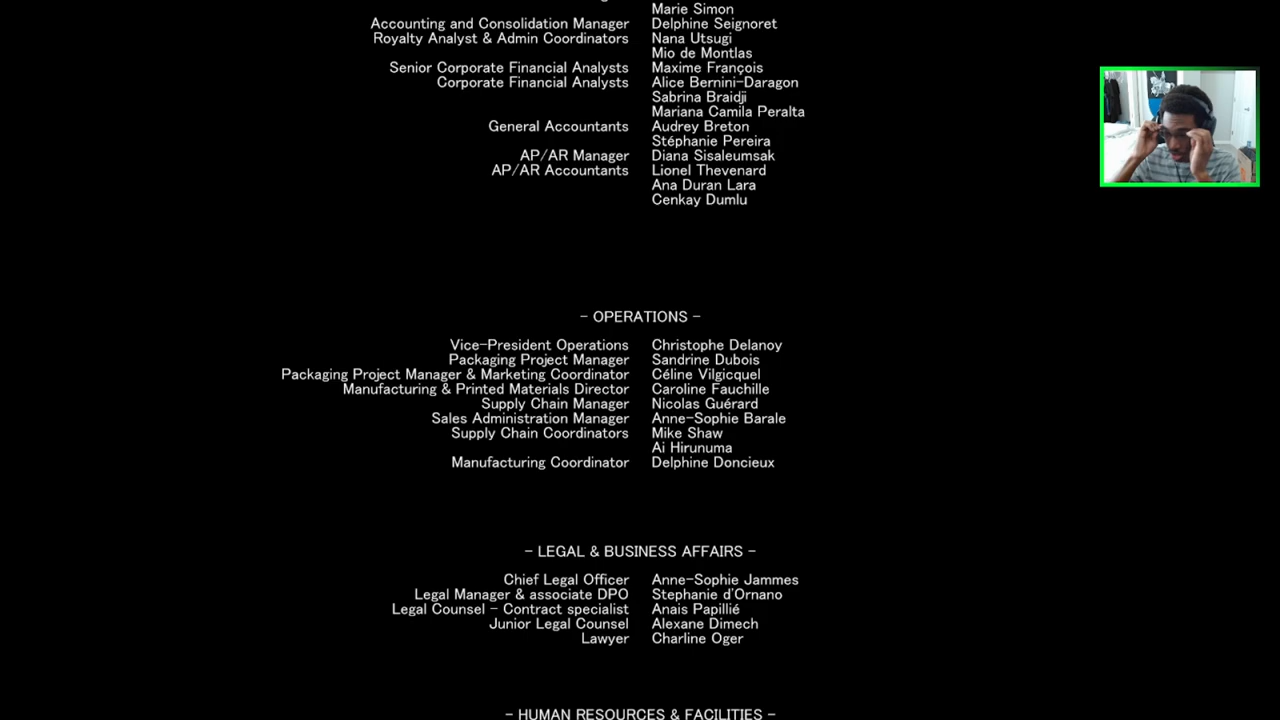 Marie Simon
Accounting and Consolidation Manager Delphine Seignoret
Royalty Analyst & Admin Coordinators Nana Utsugi
Mio de Montlas
Senior Corporate Financial Analysts Maxime François
Corporate Financial Analysts Alice Bernini-Daragon
Sabrina Braidji
Mariana Camila Peralta
General Accountants Audrey Breton
Stéphanie Pereira
AP/AR Manager Diana Sisaleumsak
AP/AR Accountants Lionel Thevenard
Ana Duran Lara
Cenkay Dumlu
- OPERATIONS -
Vice-President Operations Christophe Delanoy
Packaging Project Manager Sandrine Dubois
Packaging Project Manager & Marketing Coordinator Céline Vilgicquel
Manufacturing & Printed Materials Director Caroline Fauchille
Supply Chain Manager Nicolas Guérard
Sales Administration Manager Anne-Sophie Barale
Supply Chain Coordinators Mike Shaw
Ai Hirunuma
Manufacturing Coordinator Delphine Doncieux
- LEGAL & BUSINESS AFFAIRS -
Chief Legal Officer Anne-Sophie Jammes
Legal Manager & associate DPO Stephanie d'Ornano
Legal Counsel - Contract specialist Anais Papillié
Junior Legal Counsel Alexane Dimech
Lawyer Charline Oger
- HUMAN RESOURCES & FACILITIES -